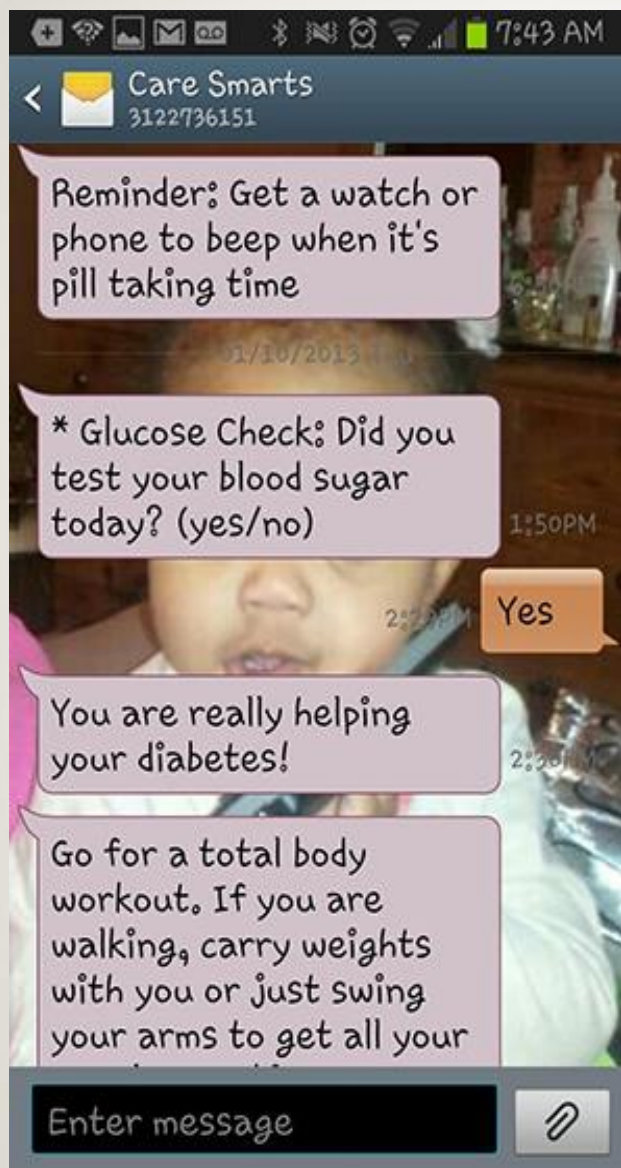 7:43 AM
Care Smarts
3122736151
Reminder: Get a watch or
phone to beep when it's
pill taking time
01/10/2013
* Glucose Check: Did you
test your blood sugar
today? (yes/no)
1:50PM
Yes
You are really helping
your diabetes!
Go for a total body
workout. If you are
walking, carry weights
with you or just swing
your arms to get all your
Enter message